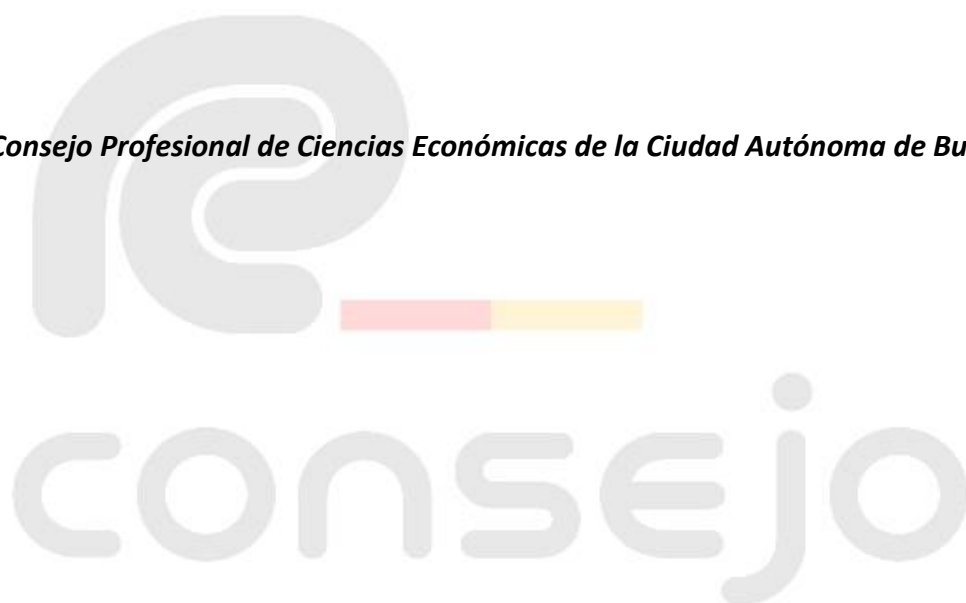 Consejo Profesional de Ciencias Económicas de la Ciudad Autónoma de Bu
consejo